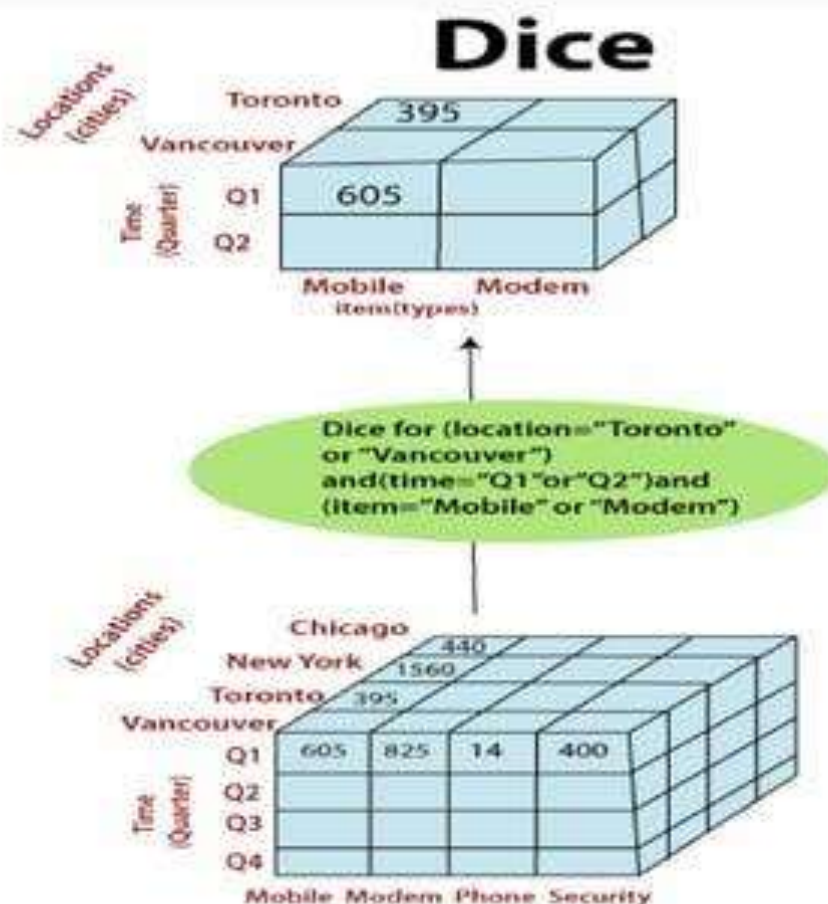 Dice
Locations
(cities)
Toronto
395
Vancouver
Time
(Quarter)
Q1
605
Q2
Mobile Modem
item(types)
Dice for (location="Toronto"
or "Vancouver")
and(time="Q1"or"Q2")and
(item="Mobile" or "Modem")
Locations
(cities)
Chicago
440
New York
1560
Toronto
395
Vancouver
Time
(Quarter)
Q1 605 825 14 400
Q2
Q3
Q4
Mobile Modem Phone Security